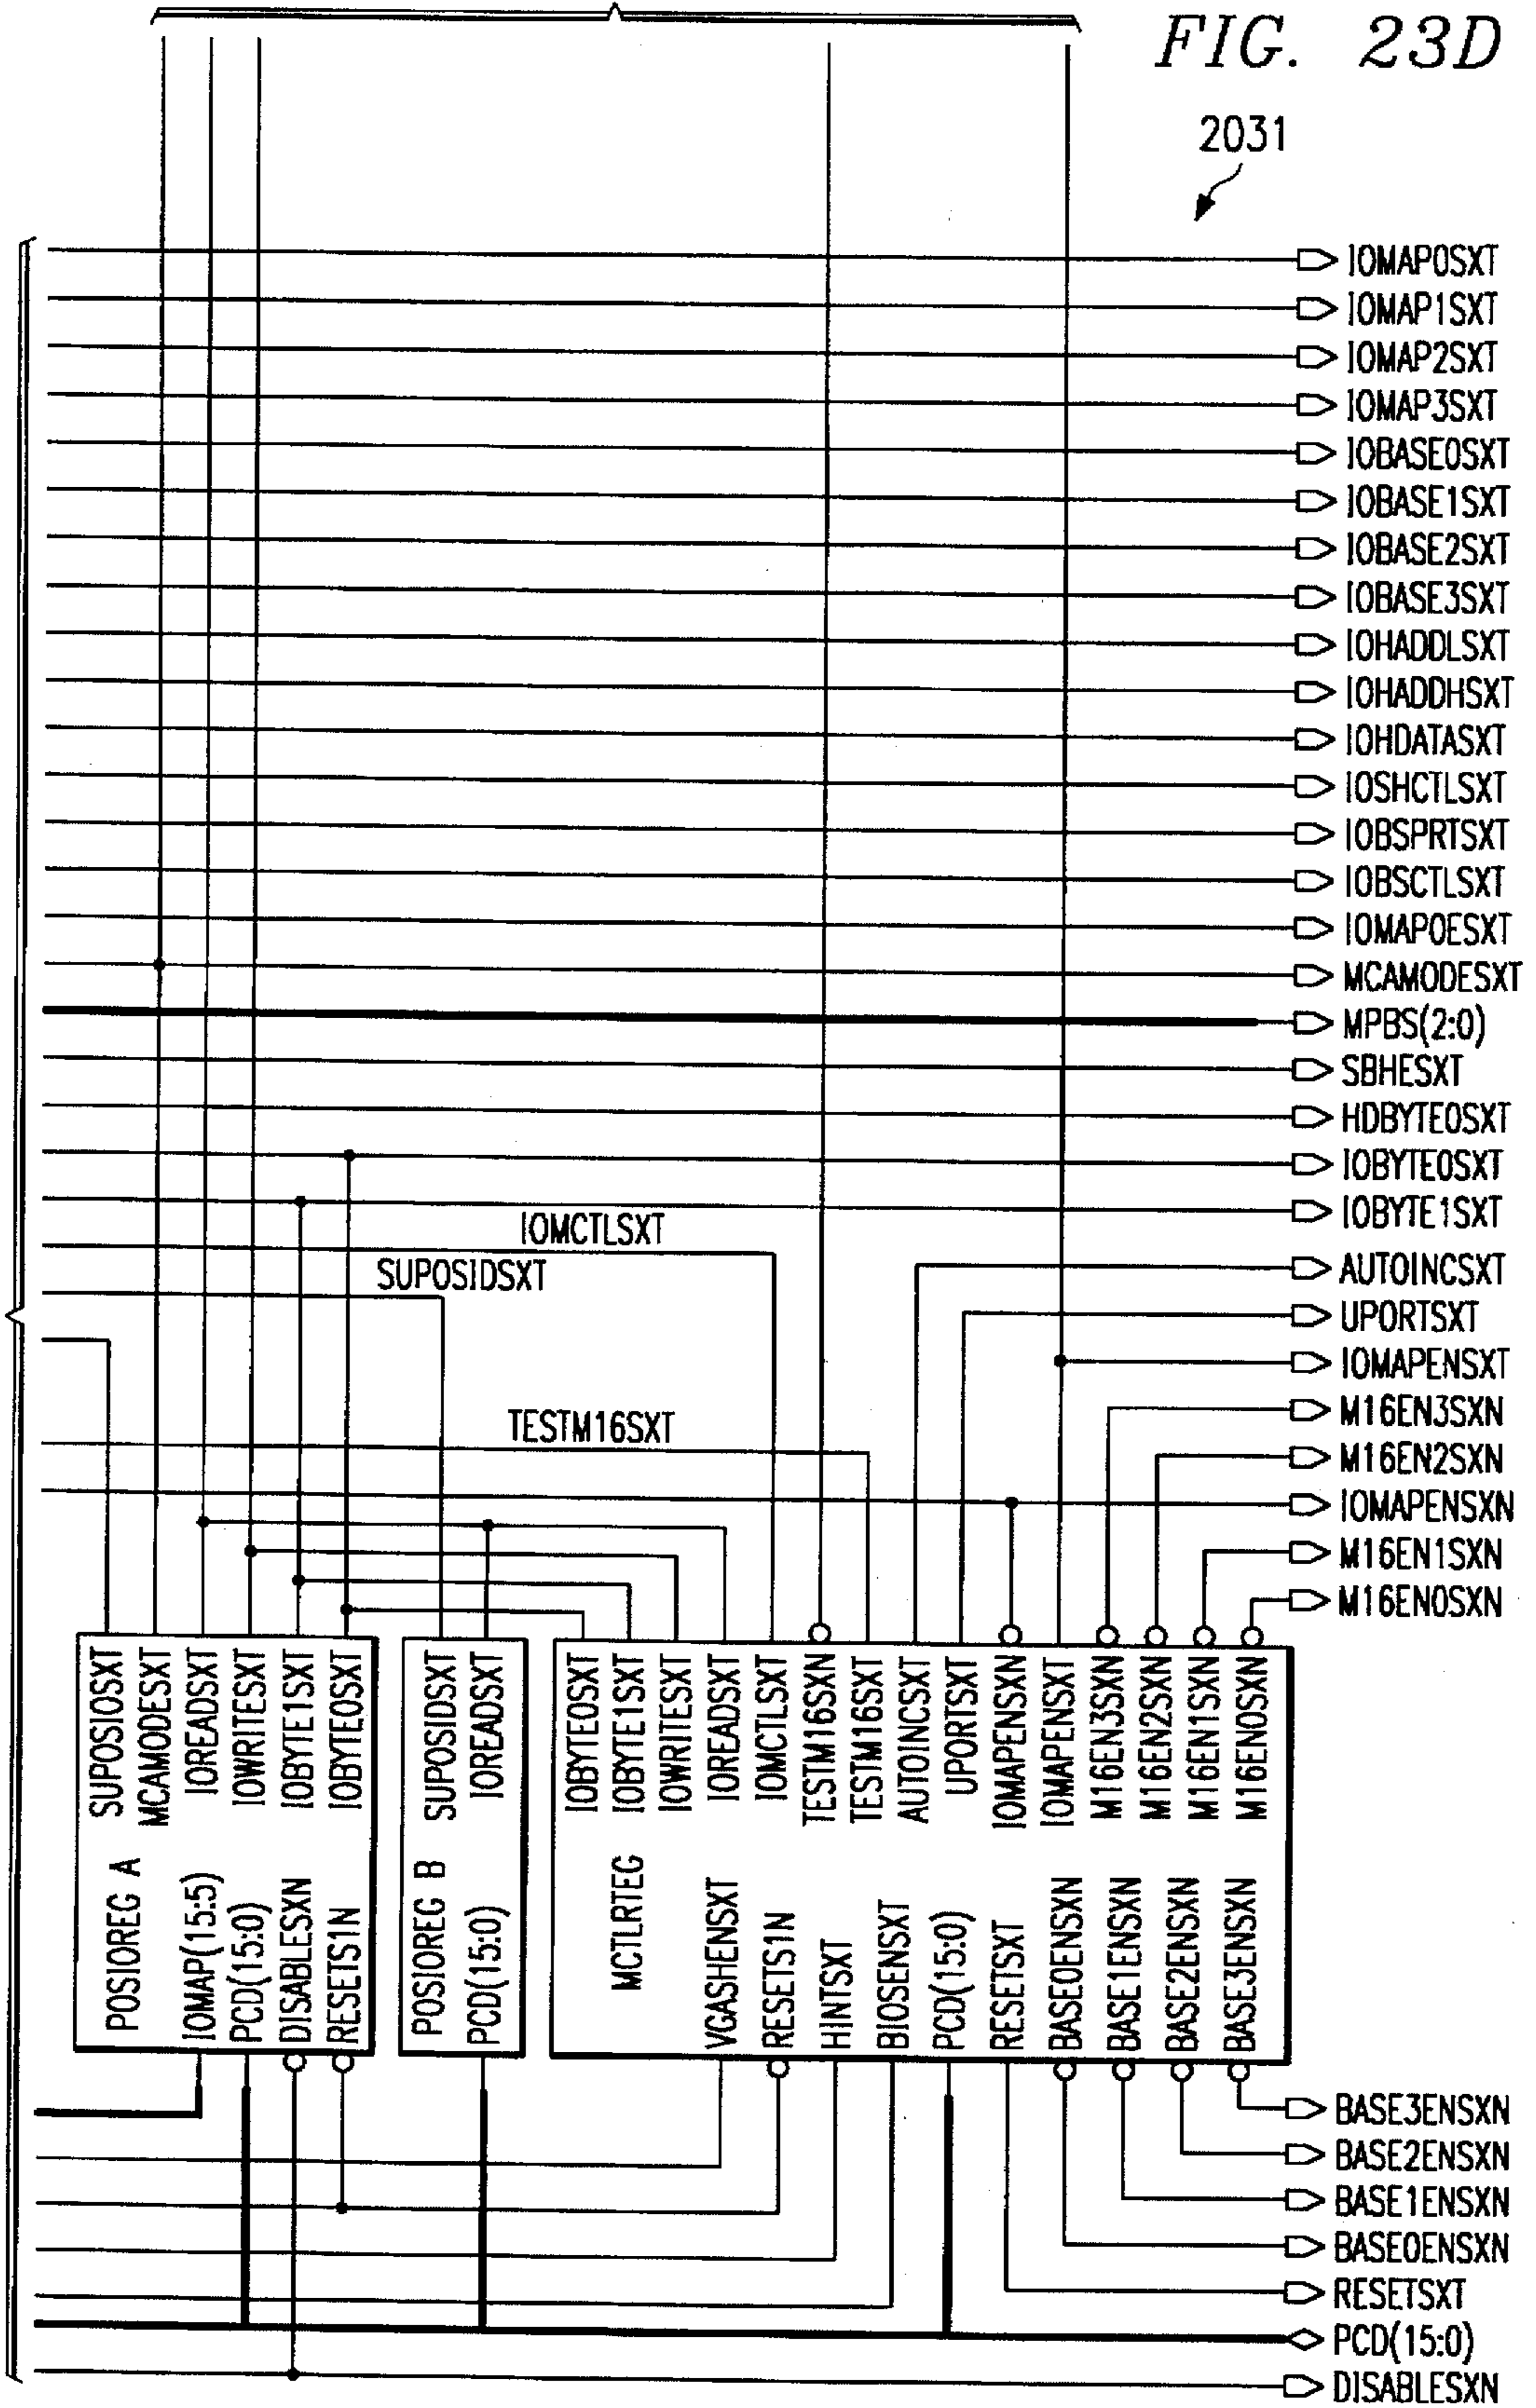 FIG. 23D
2031
IOMAP0SXT
IOMAP1SXT
IOMAP2SXT
IOMAP3SXT
IOBASE0SXT
IOBASE1SXT
IOBASE2SXT
IOBASE3SXT
IOHADDLSXT
IOHADDHSXT
IOHDATASXT
IOSHCTLSXT
IOBSPRTSXT
IOBSCTLSXT
IOMAPOESXT
MCAMODESXT
MPBS(2:0)
SBHESXT
HDBYTE0SXT
IOBYTE0SXT
IOBYTE1SXT
IOMCTLSXT
SUPOSIDSXT
AUTOINCSXT
UPORTSXT
IOMAPENSXT
M16EN3SXN
TESTM16SXT
M16EN2SXN
IOMAPENSXN
M16EN1SXN
M16EN0SXN
SUPOSIOSXT
MCAMODESXT
IOREADSXT
IOWRITESXT
IOBYTE1SXT
IOBYTE0SXT
POSIOREG A
IOMAP(15:5)
PCD(15:0)
DISABLESXN
RESETS1N
SUPOSIDSXT
IOREADSXT
POSIOREG B
PCD(15:0)
IOBYTE0SXT
IOBYTE1SXT
IOWRITESXT
IOREADSXT
IOMCTLSXT
TESTM16SXN
TESTM16SXT
AUTOINCSXT
UPORTSXT
IOMAPENSXN
IOMAPENSXT
M16EN3SXN
M16EN2SXN
M16EN1SXN
M16EN0SXN
MCTLRTEG
VGASHENSXT
RESETS1N
HINTSXT
BIOSENSXT
PCD(15:0)
RESETSXT
BASE0ENSXN
BASE1ENSXN
BASE2ENSXN
BASE3ENSXN
BASE3ENSXN
BASE2ENSXN
BASE1ENSXN
BASE0ENSXN
RESETSXT
PCD(15:0)
DISABLESXN